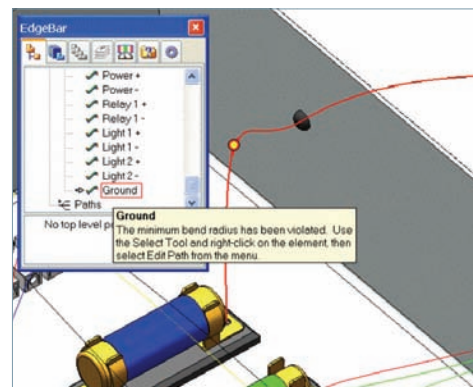 EdgeBar
Power +
Power -
Relay 1 +
Relay 1 -
Light 1 +
Light 1 -
Light 2 +
Light 2 -
Ground
Paths
No top level p
Ground
The minimum bend radius has been violated. Use
the Select Tool and right-click on the element, then
select Edit Path from the menu.